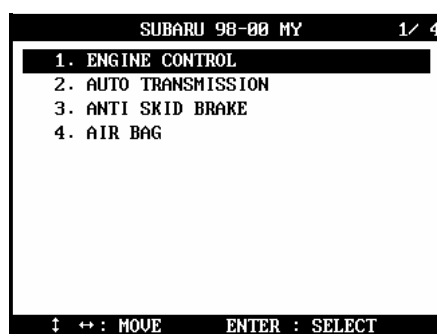 SUBARU 98-00 MY 1/ 4
1. ENGINE CONTROL
2. AUTO TRANSMISSION
3. ANTI SKID BRAKE
4. AIR BAG
↕ ↔: MOVE ENTER : SELECT